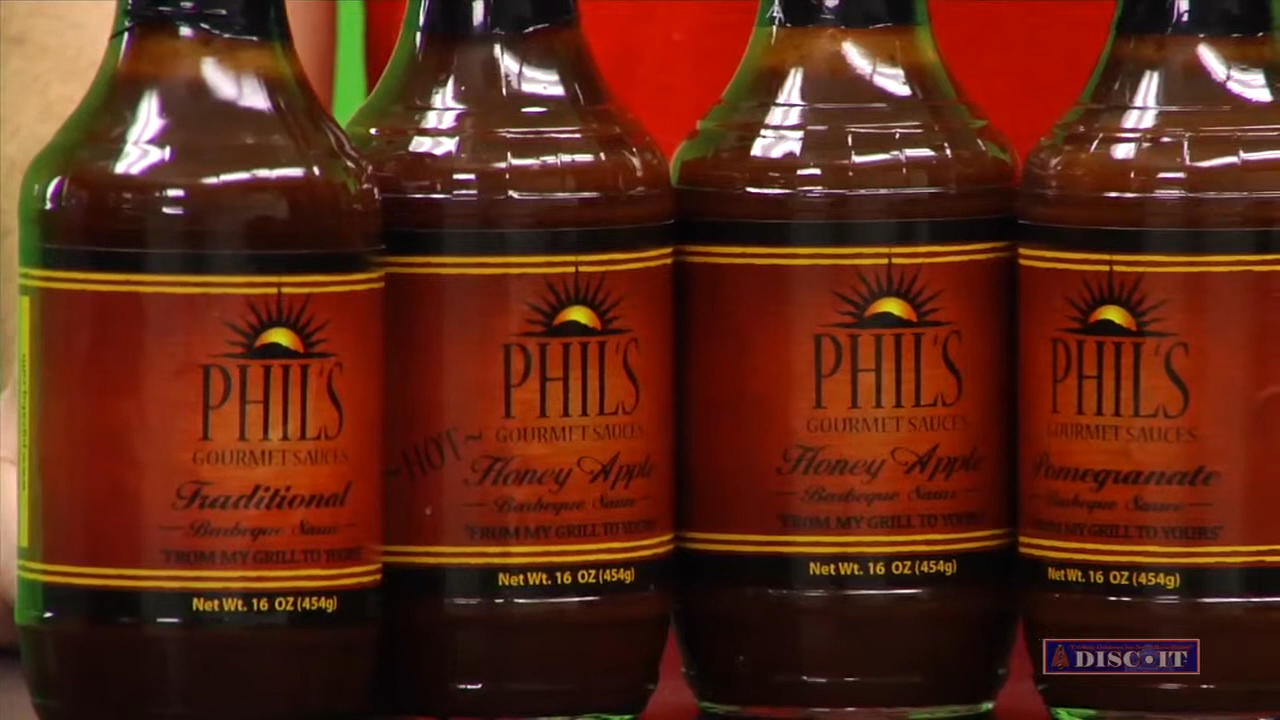 PHIL'S
GOURMET SAUCES
Traditional
Barbeque Sauce
"FROM MY GRILL TO YOURS"
Net Wt. 16 OZ (454g)
PHIL'S
GOURMET SAUCES
~HOT~
Honey Apple
Barbeque Sauce
"FROM MY GRILL TO YOURS"
Net Wt. 16 OZ (454g)
PHIL'S
GOURMET SAUCES
Honey Apple
Barbeque Sauce
"FROM MY GRILL TO YOURS"
Net Wt. 16 OZ (454g)
PHIL'S
GOURMET SAUCES
Pomegranate
Barbeque Sauce
"FROM MY GRILL TO YOURS"
Net Wt. 16 OZ (454g)
DISC-IT